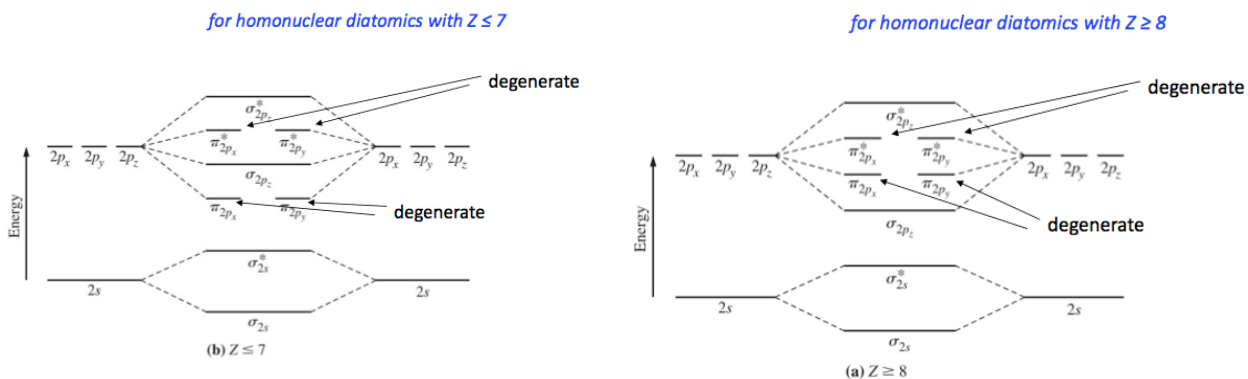 for homonuclear diatomics with Z ≤ 7
degenerate
σ*2pz
π*2px π*2py
2px 2py 2pz
2px 2py 2pz
σ2pz
π2px π2py
degenerate
Energy
σ*2s
2s
2s
σ2s
(b) Z ≤ 7
for homonuclear diatomics with Z ≥ 8
degenerate
σ*2pz
π*2px π*2py
2px 2py 2pz
2px 2py 2pz
π2px π2py
σ2pz
degenerate
Energy
σ*2s
2s
2s
σ2s
(a) Z ≥ 8